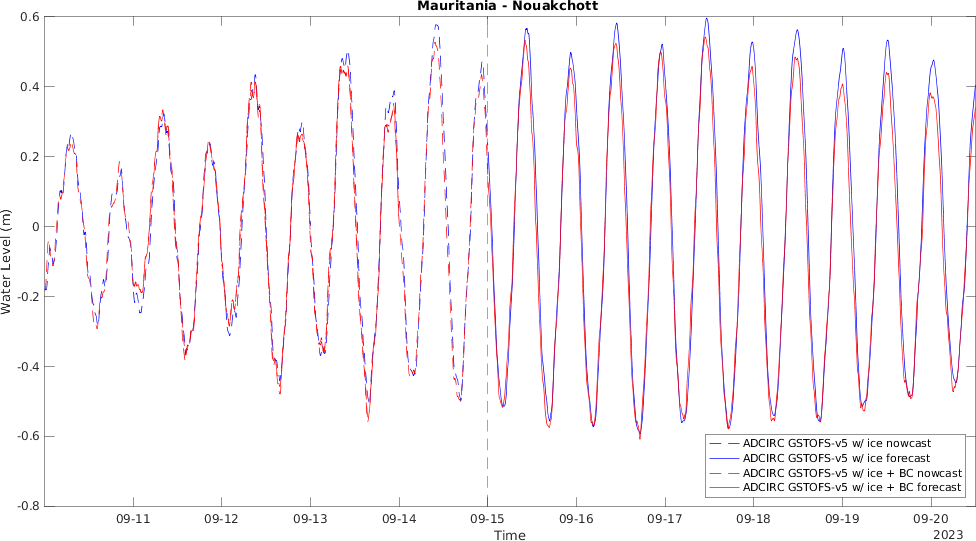 Mauritania - Nouakchott
0.6
0.4
0.2
0
-0.2
-0.4
-0.6
-0.8
Water Level (m)
ADCIRC GSTOFS-v5 w/ ice nowcast
ADCIRC GSTOFS-v5 w/ ice forecast
ADCIRC GSTOFS-v5 w/ ice + BC nowcast
ADCIRC GSTOFS-v5 w/ ice + BC forecast
09-11 09-12 09-13 09-14 09-15 09-16 09-17 09-18 09-19 09-20
Time
2023